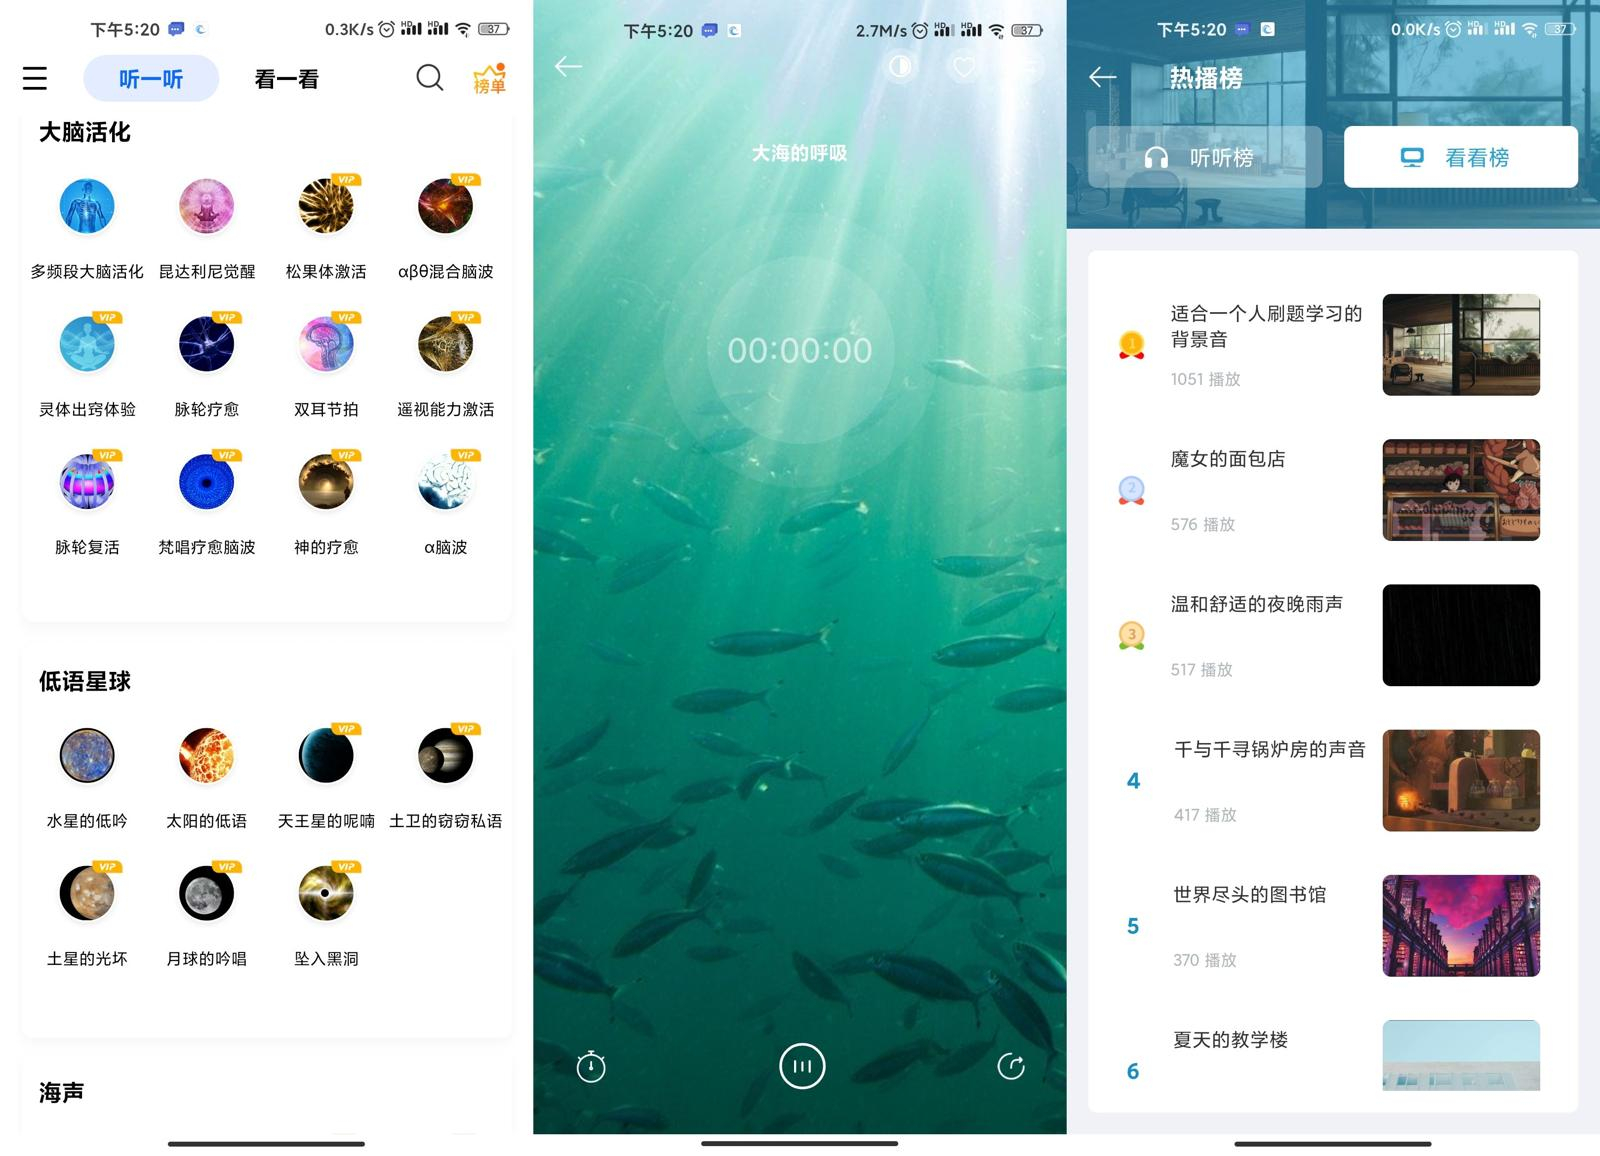 下午5:20
0.3K/s
HD
HD
37
听一听
看一看
榜单
大脑活化
VIP
VIP
多频段大脑活化
昆达利尼觉醒
松果体激活
αβθ混合脑波
VIP
VIP
VIP
VIP
灵体出窍体验
脉轮疗愈
双耳节拍
遥视能力激活
VIP
VIP
VIP
VIP
脉轮复活
梵唱疗愈脑波
神的疗愈
α脑波
低语星球
VIP
VIP
水星的低吟
太阳的低语
天王星的呢喃
土卫的窃窃私语
VIP
VIP
VIP
土星的光环
月球的吟唱
坠入黑洞
海声
下午5:20
2.7M/s
HD
HD
37
大海的呼吸
00:00:00
下午5:20
0.0K/s
HD
HD
37
热播榜
听听榜
看看榜
1
适合一个人刷题学习的
背景音
1051 播放
2
魔女的面包店
576 播放
3
温和舒适的夜晚雨声
517 播放
4
千与千寻锅炉房的声音
417 播放
5
世界尽头的图书馆
370 播放
6
夏天的教学楼